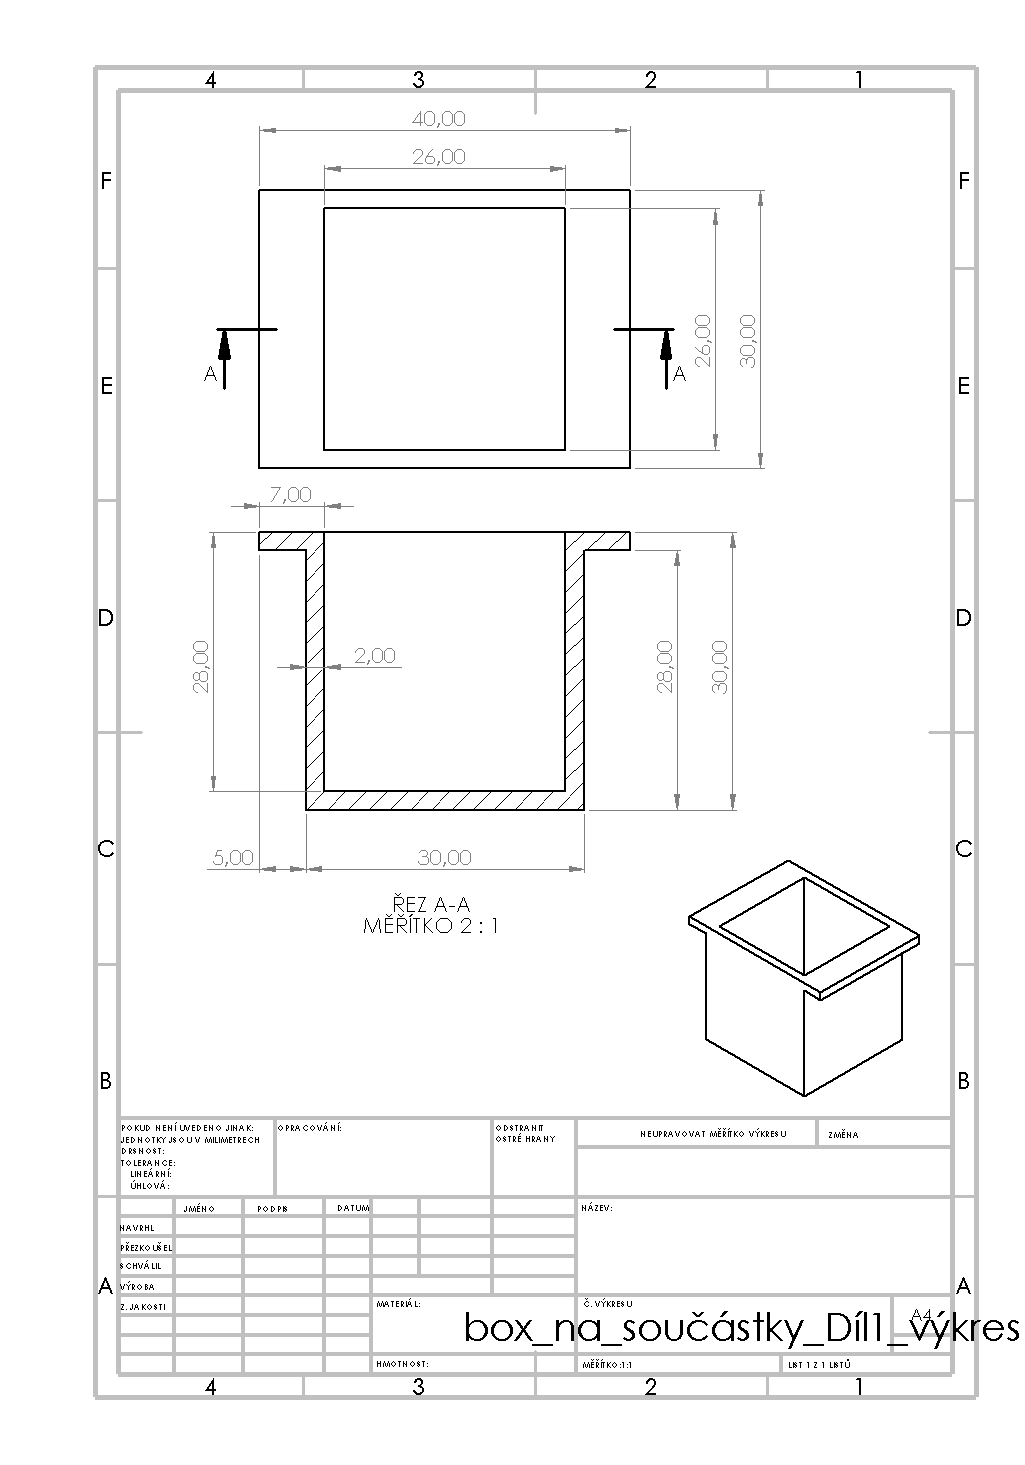 4 3 2 1
40,00
26,00
F F
26,00
30,00
A A
E E
7,00
D D
28,00
2,00
28,00
30,00
C C
5,00
30,00
ŘEZ A-A
MĚŘÍTKO 2 : 1
B B
POKUD NENÍ UVEDENO JINAK:
JEDNOTKY JSOU V MILIMETRECH
DRSNOST:
TOLERANCE:
LINEÁRNÍ:
ÚHLOVÁ:
OPRACOVÁNÍ:
ODSTRANIT
OSTRÉ HRANY
NEUPRAVOVAT MĚŘÍTKO VÝKRESU
ZMĚNA
JMÉNO PODPIS DATUM
NÁZEV:
NAVRHL
PŘEZKOUŠEL
SCHVÁLIL
VÝROBA
Z. JAKOSTI
A A
MATERIÁL:
Č. VÝKRESU
A4
box_na_součástky_Díl1_výkres
HMOTNOST:
MĚŘÍTKO:1:1
LIST 1 Z 1 LISTŮ
4 3 2 1